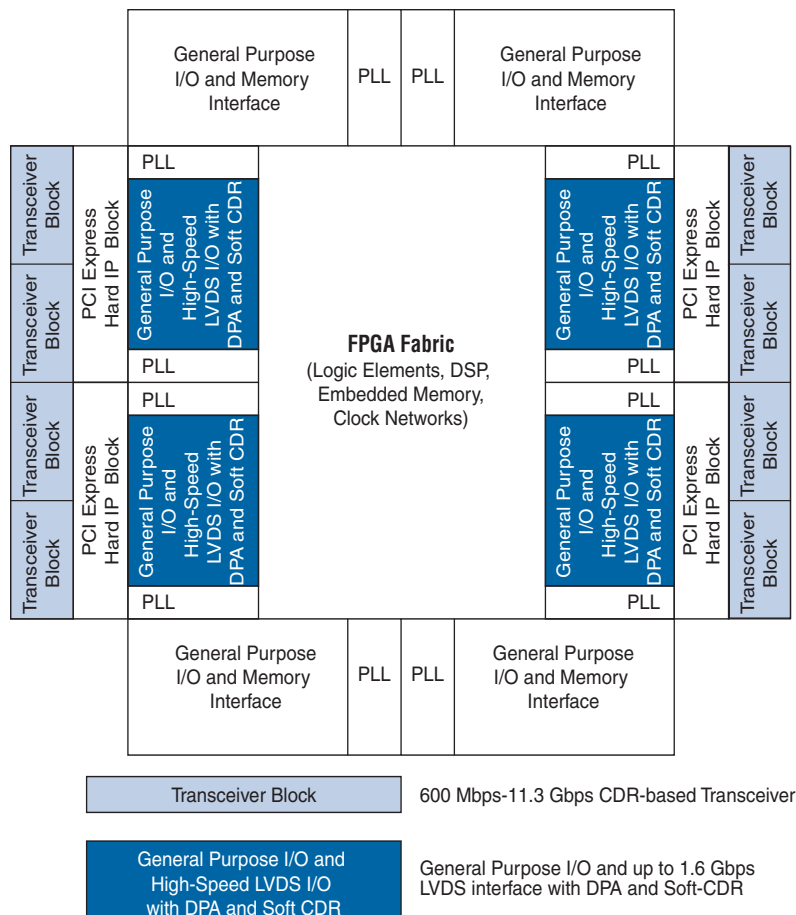 General Purpose
I/O and Memory
Interface
PLL
PLL
General Purpose
I/O and Memory
Interface
Transceiver
Block
Transceiver
Block
PCI Express
Hard IP Block
PLL
General Purpose
I/O and
High-Speed
LVDS I/O with
DPA and Soft CDR
PLL
Transceiver
Block
Transceiver
Block
PCI Express
Hard IP Block
PLL
General Purpose
I/O and
High-Speed
LVDS I/O with
DPA and Soft CDR
PLL
FPGA Fabric
(Logic Elements, DSP,
Embedded Memory,
Clock Networks)
PLL
General Purpose
I/O and
High-Speed
LVDS I/O with
DPA and Soft CDR
PLL
PCI Express
Hard IP Block
Transceiver
Block
Transceiver
Block
PLL
General Purpose
I/O and
High-Speed
LVDS I/O with
DPA and Soft CDR
PLL
PCI Express
Hard IP Block
Transceiver
Block
Transceiver
Block
General Purpose
I/O and Memory
Interface
PLL
PLL
General Purpose
I/O and Memory
Interface
Transceiver Block
600 Mbps-11.3 Gbps CDR-based Transceiver
General Purpose I/O and
High-Speed LVDS I/O
with DPA and Soft CDR
General Purpose I/O and up to 1.6 Gbps
LVDS interface with DPA and Soft-CDR